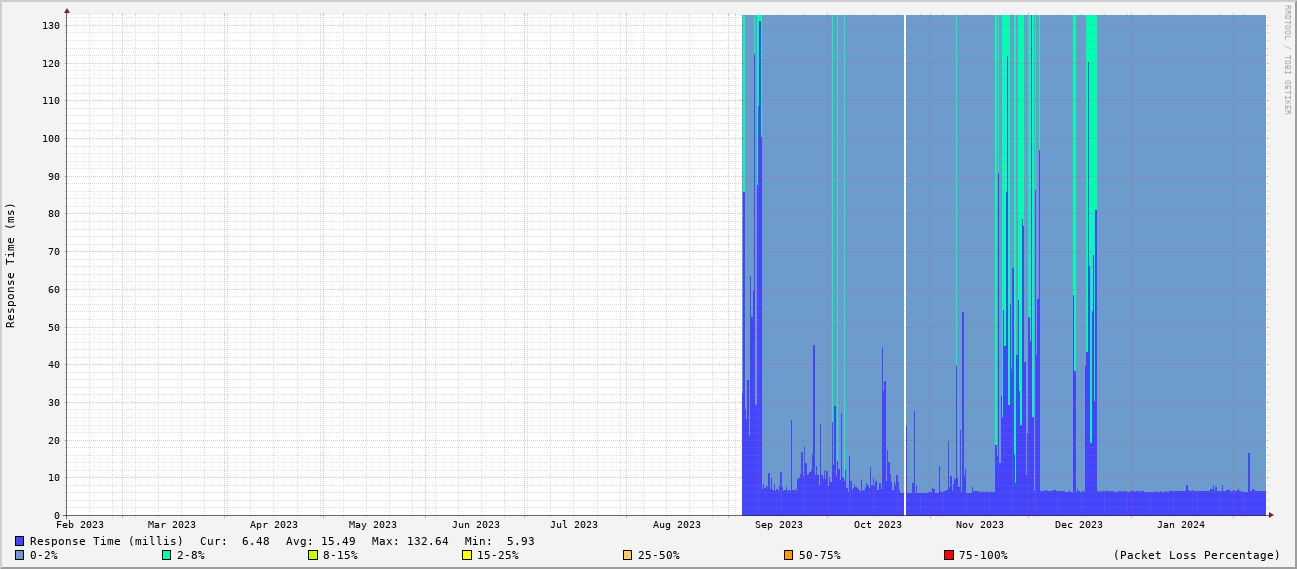 RRDTOOL / TOBI OETIKER
Response Time (ms)
130
120
110
100
90
80
70
60
50
40
30
20
10
0
Feb 2023 Mar 2023 Apr 2023 May 2023 Jun 2023 Jul 2023 Aug 2023 Sep 2023 Oct 2023 Nov 2023 Dec 2023 Jan 2024
Response Time (millis) Cur: 6.48 Avg: 15.49 Max: 132.64 Min: 5.93
0-2% 2-8% 8-15% 15-25% 25-50% 50-75% 75-100% (Packet Loss Percentage)